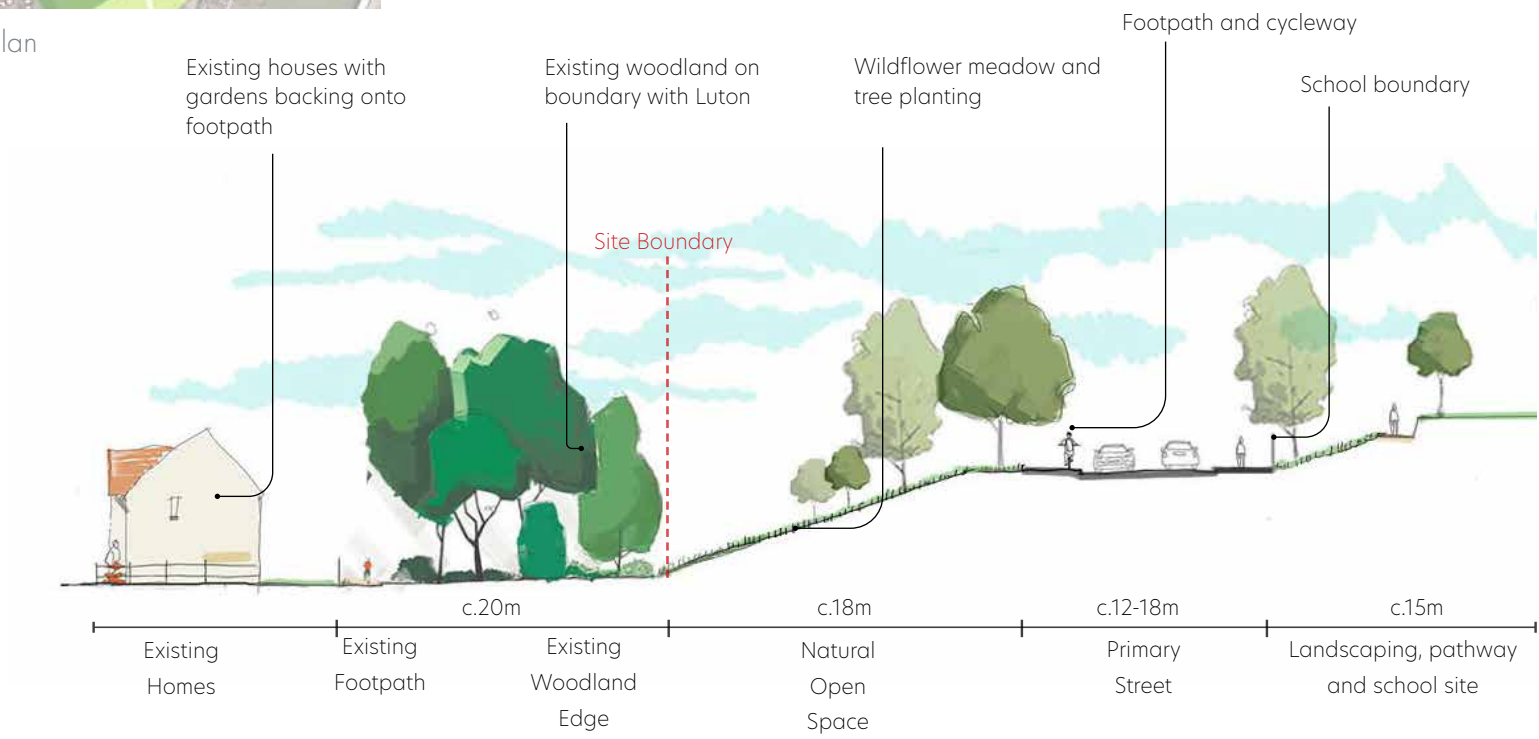 lan
Footpath and cycleway
Existing houses with
gardens backing onto
footpath
Existing woodland on
boundary with Luton
Wildflower meadow and
tree planting
School boundary
Site Boundary
c.20m
c.18m
c.12-18m
c.15m
Existing
Homes
Existing
Footpath
Existing
Woodland
Edge
Natural
Open
Space
Primary
Street
Landscaping, pathway
and school site